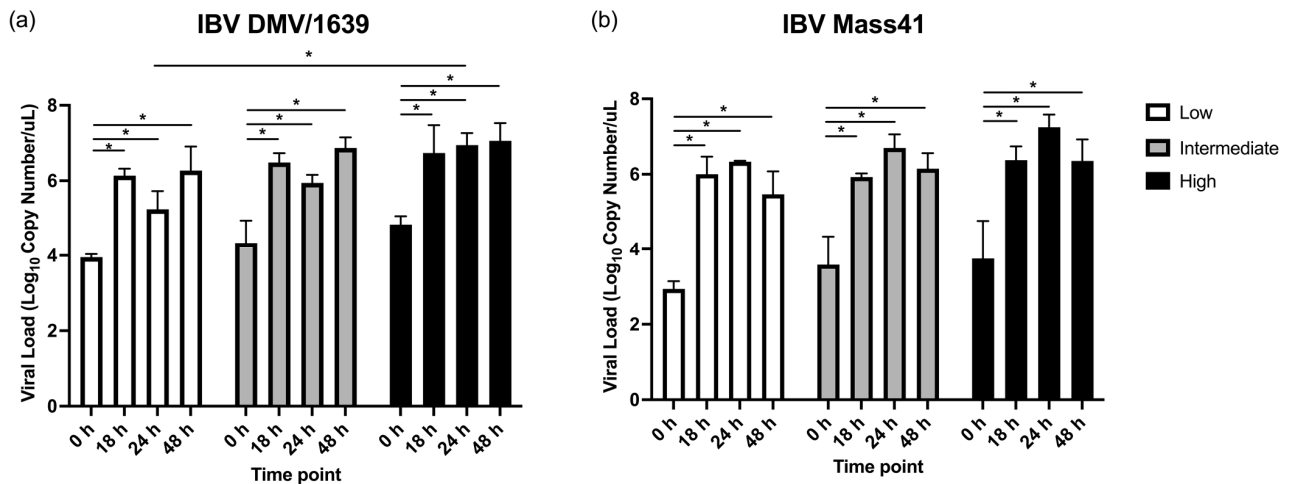 (a)
IBV DMV/1639
Viral Load (Log10 Copy Number/uL)
8
6
4
2
0
*
*
*
*
*
*
*
*
*
*
0 h
18 h
24 h
48 h
0 h
18 h
24 h
48 h
0 h
18 h
24 h
48 h
Time point
(b)
IBV Mass41
Viral Load (Log10 Copy Number/uL
8
6
4
2
0
*
*
*
*
*
*
*
*
*
0 h
18 h
24 h
48 h
0 h
18 h
24 h
48 h
0 h
18 h
24 h
48 h
Time point
Low
Intermediate
High